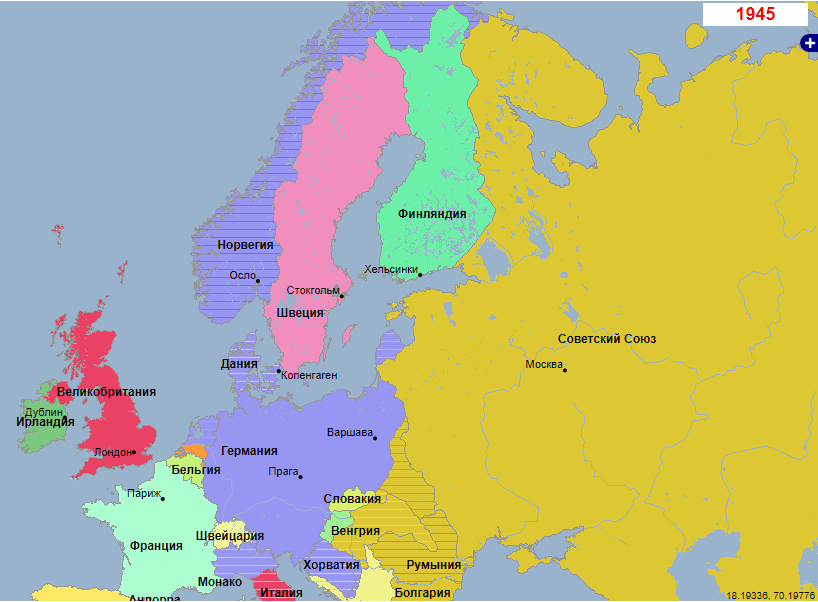 1945
Финляндия
Норвегия
Хельсинки
Осло
Стокгольм
Швеция
Советский Союз
Дания
Москва
Копенгаген
Великобритания
Дублин
Ирландия
Варшава
Лондон
Германия
Бельгия
Прага
Париж
Словакия
Венгрия
Швейцария
Франция
Хорватия
Румыния
Монако
Италия
Болгария
Андорра
18.19336, 70.19776